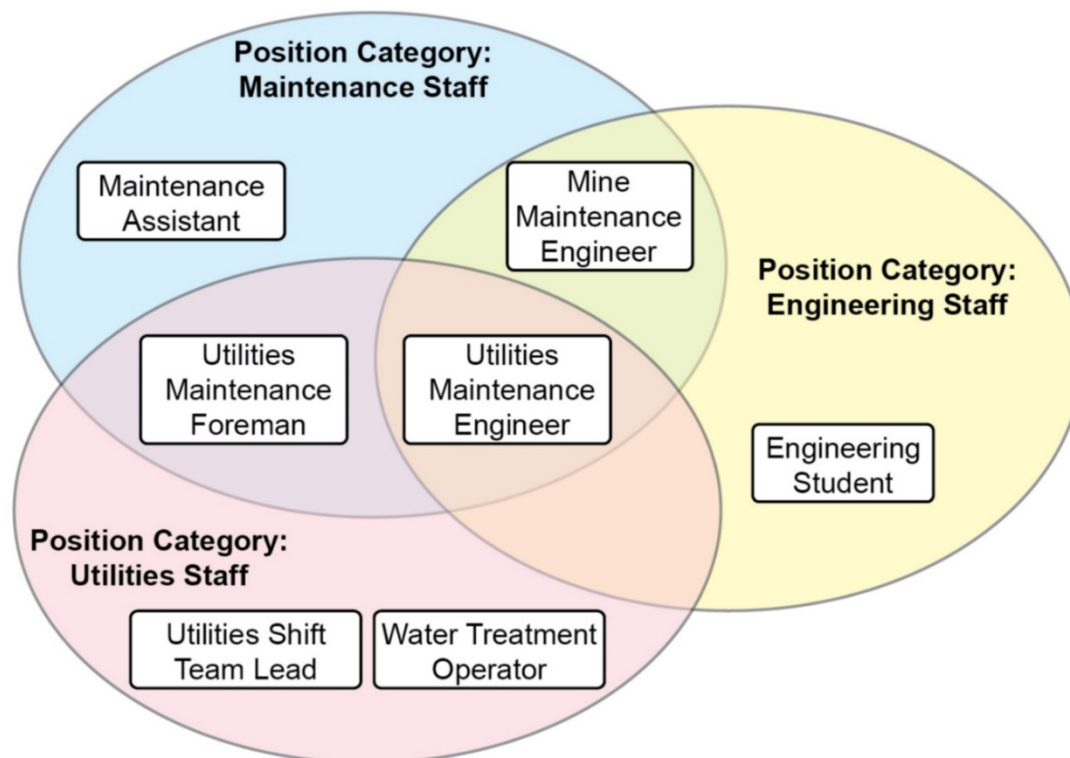 Position Category:
Maintenance Staff
Maintenance
Assistant
Mine
Maintenance
Engineer
Position Category:
Engineering Staff
Utilities
Maintenance
Foreman
Utilities
Maintenance
Engineer
Engineering
Student
Position Category:
Utilities Staff
Utilities Shift
Team Lead
Water Treatment
Operator